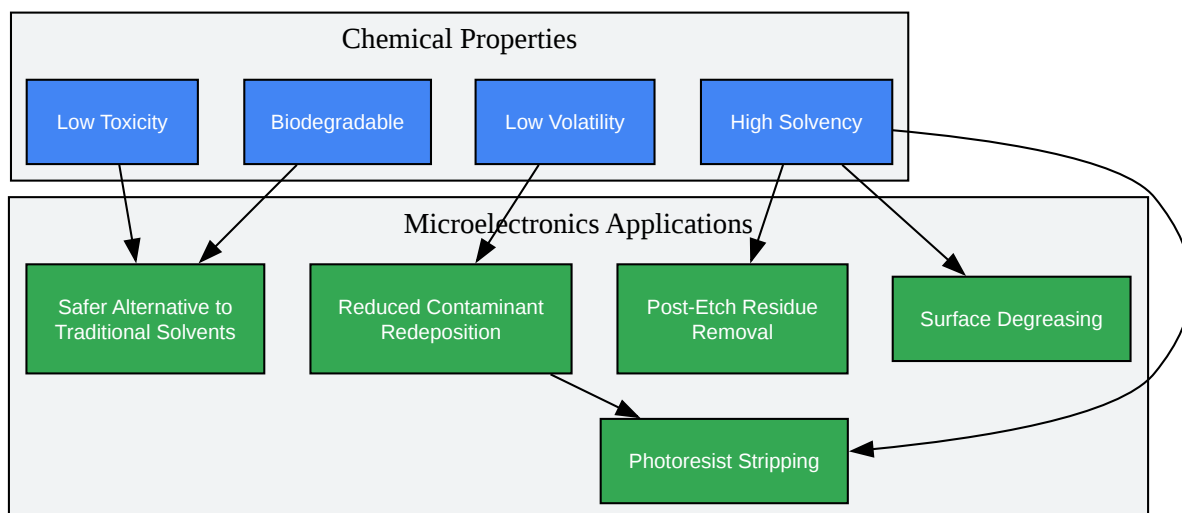 Chemical Properties
Low Toxicity
Biodegradable
Low Volatility
High Solvency
Microelectronics Applications
Safer Alternative to
Traditional Solvents
Reduced Contaminant
Redeposition
Post-Etch Residue
Removal
Surface Degreasing
Photoresist Stripping